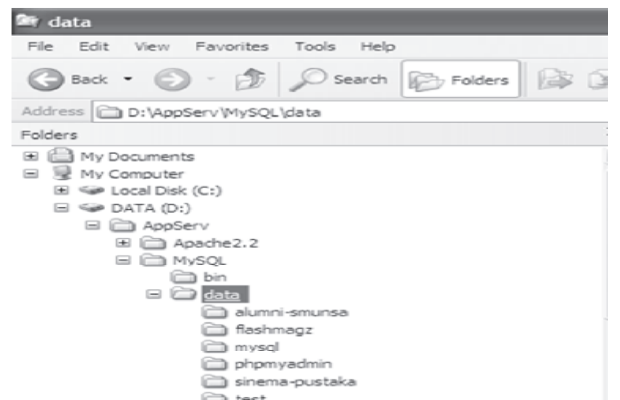 data
File Edit View Favorites Tools Help
Back Search Folders
Address D:\AppServ\MySQL\data
Folders
My Documents
My Computer
Local Disk (C:)
DATA (D:)
AppServ
Apache2.2
MySQL
bin
data
alumni-smunsa
flashmagz
mysql
phpmyadmin
sinema-pustaka
test